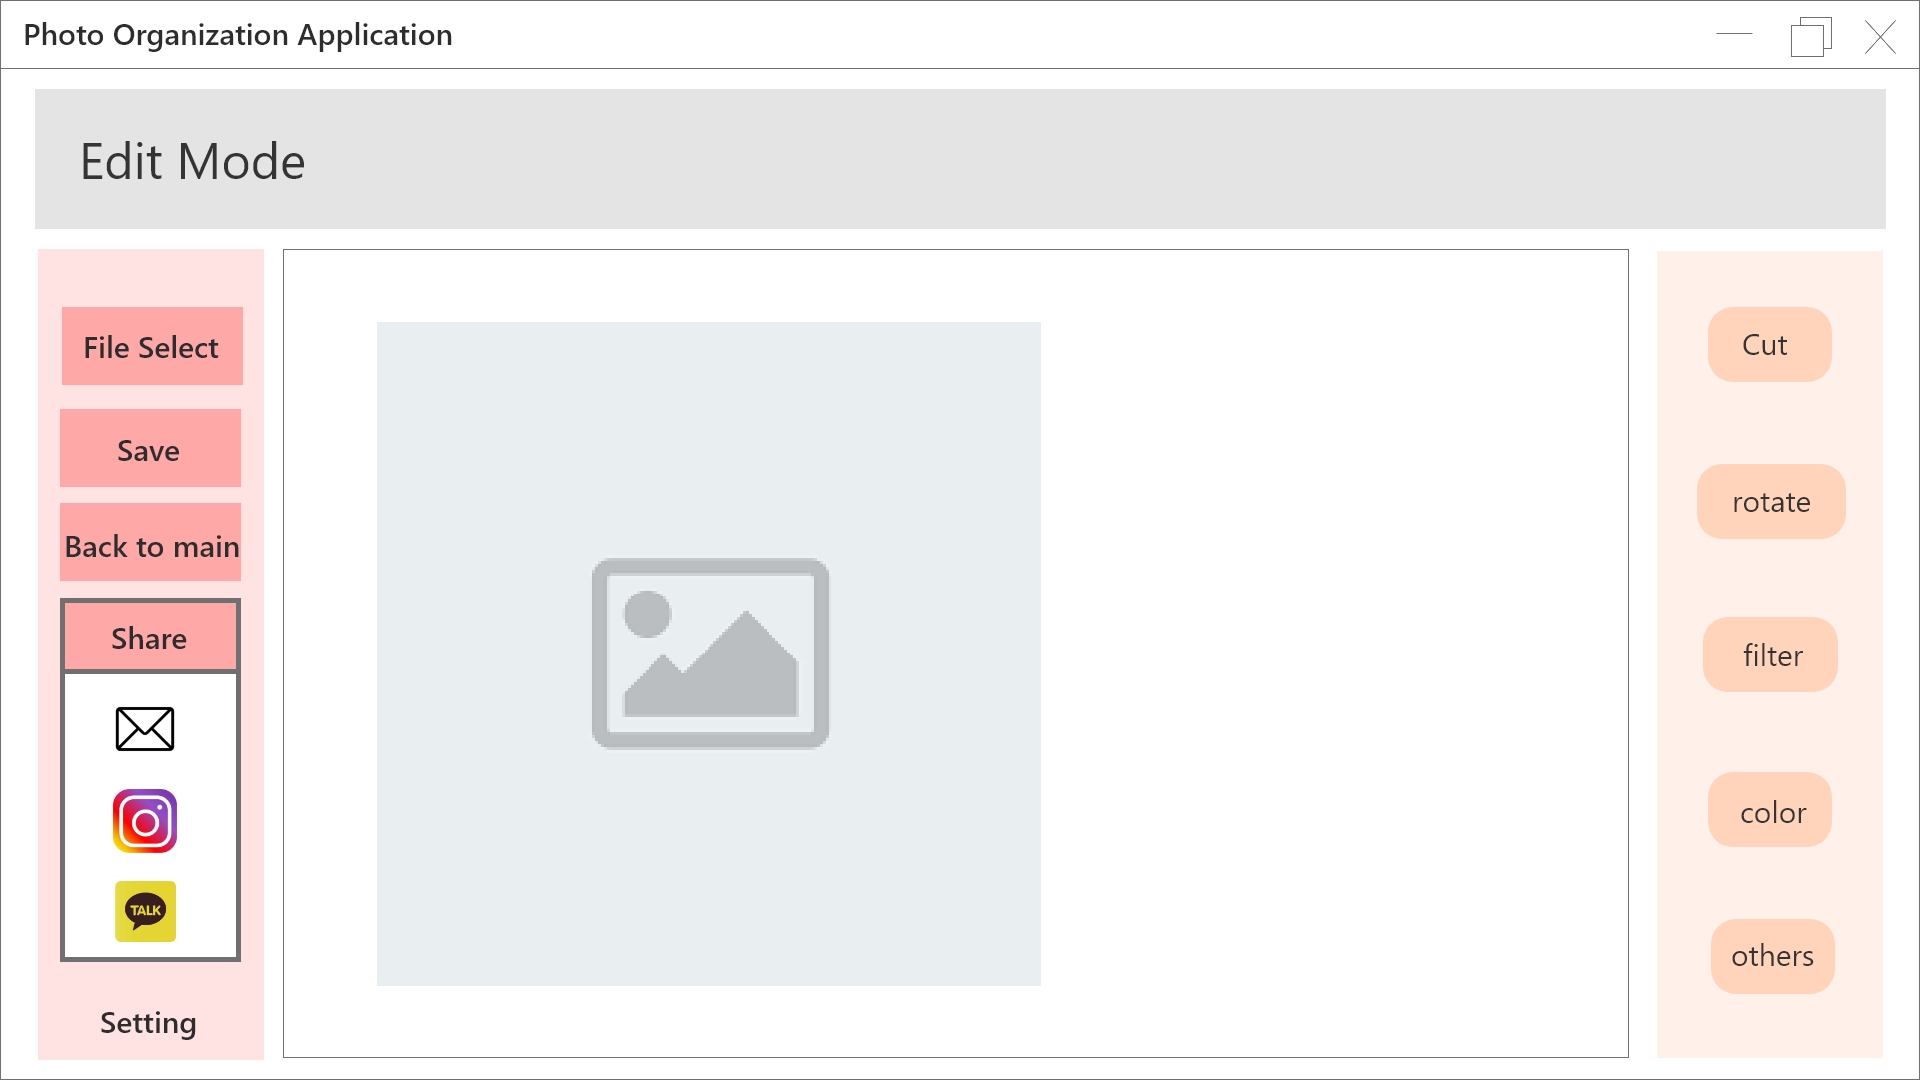 Photo Organization Application
Edit Mode
File Select
Save
Back to main
Share
TALK
Setting
Cut
rotate
filter
color
others